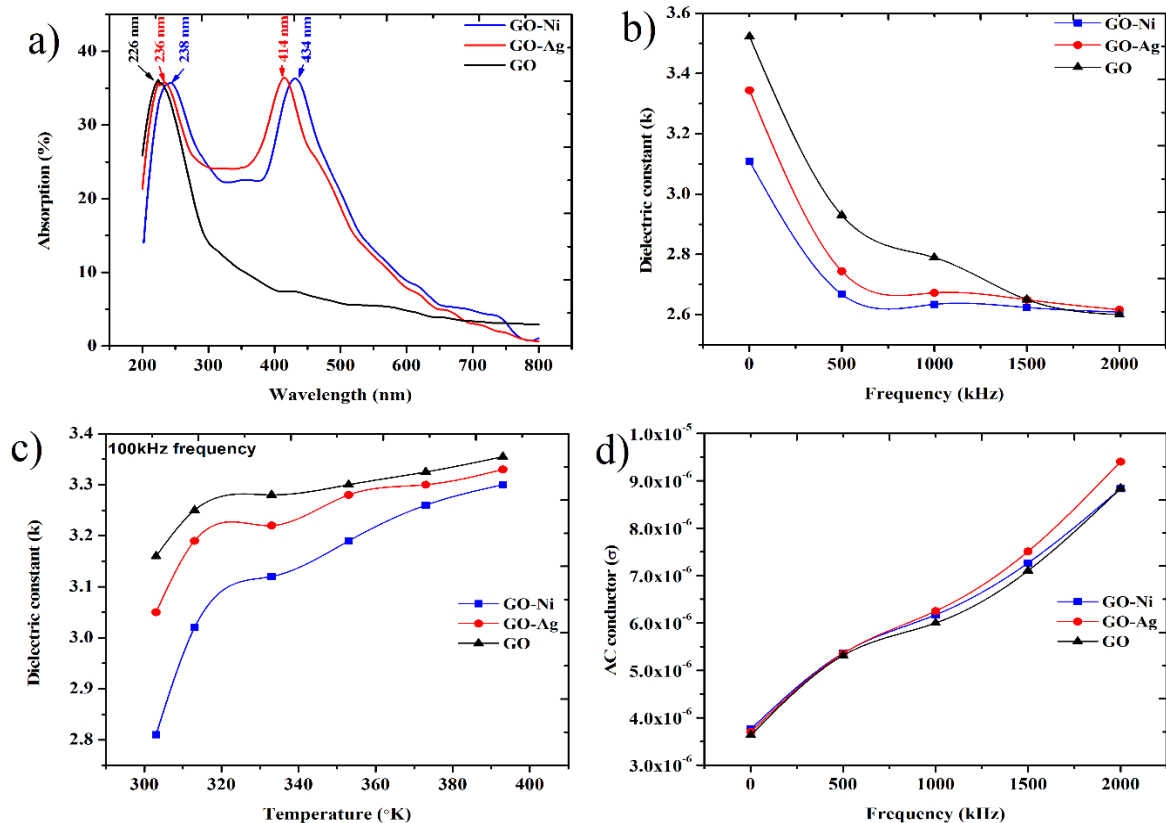 a)
226 nm
236 nm
238 nm
414 nm
434 nm
GO-Ni
GO-Ag
GO
40
30
20
10
0
Absorption (%)
200 300 400 500 600 700 800
Wavelength (nm)
b)
GO-Ni
GO-Ag
GO
3.6
3.4
3.2
3.0
2.8
2.6
Dielectric constant (k)
0 500 1000 1500 2000
Frequency (kHz)
c)
100kHz frequency
3.4
3.3
3.2
3.1
3.0
2.9
2.8
Dielectric constant (k)
GO-Ni
GO-Ag
GO
300 320 340 360 380 400
Temperature (°K)
d)
1.0x10-5
9.0x10-6
8.0x10-6
7.0x10-6
6.0x10-6
5.0x10-6
4.0x10-6
3.0x10-6
AC conductor (σ)
GO-Ni
GO-Ag
GO
0 500 1000 1500 2000
Frequency (kHz)